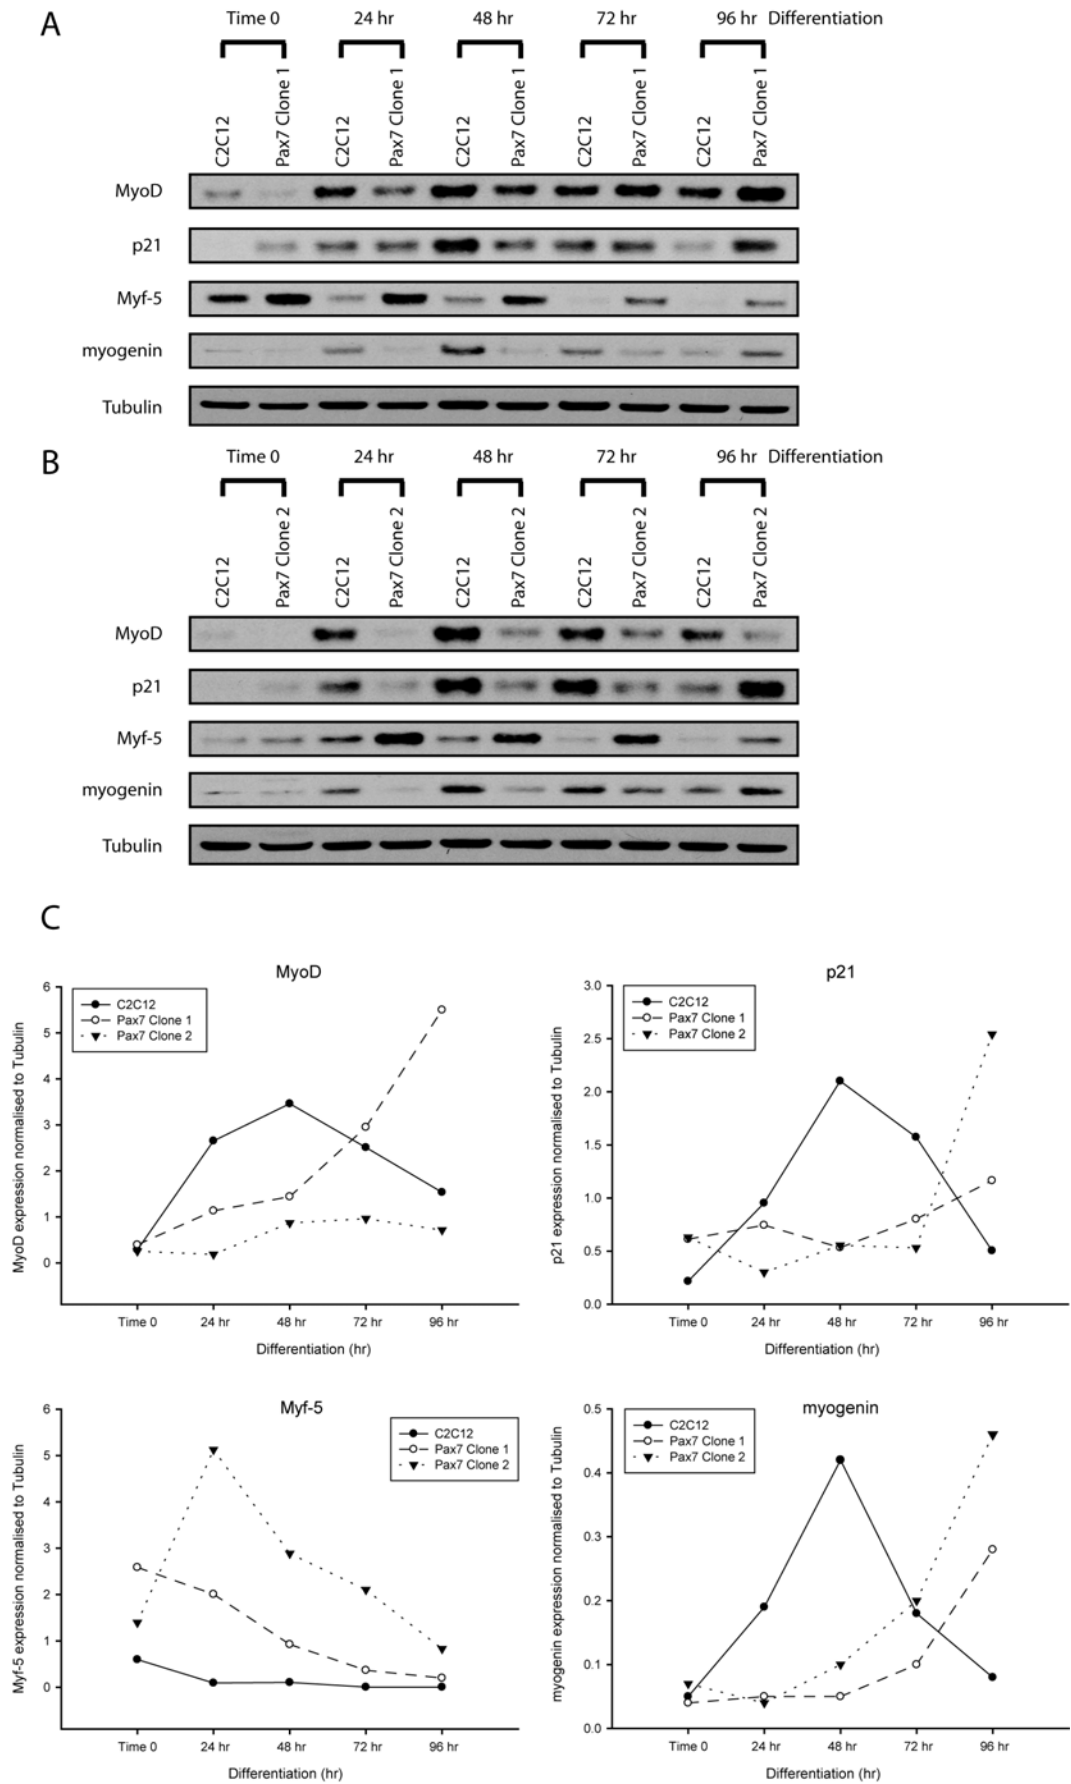 A
Time 0 24 hr 48 hr 72 hr 96 hr Differentiation
C2C12 Pax7 Clone 1 C2C12 Pax7 Clone 1 C2C12 Pax7 Clone 1 C2C12 Pax7 Clone 1 C2C12 Pax7 Clone 1
MyoD
p21
Myf-5
myogenin
Tubulin
B
Time 0 24 hr 48 hr 72 hr 96 hr Differentiation
C2C12 Pax7 Clone 2 C2C12 Pax7 Clone 2 C2C12 Pax7 Clone 2 C2C12 Pax7 Clone 2 C2C12 Pax7 Clone 2
MyoD
p21
Myf-5
myogenin
Tubulin
C
MyoD
MyoD expression normalised to Tubulin
6
5
4
3
2
1
0
C2C12
Pax7 Clone 1
Pax7 Clone 2
Time 0 24 hr 48 hr 72 hr 96 hr
Differentiation (hr)
p21
p21 expression normalised to Tubulin
3.0
2.5
2.0
1.5
1.0
0.5
0.0
C2C12
Pax7 Clone 1
Pax7 Clone 2
Time 0 24 hr 48 hr 72 hr 96 hr
Differentiation (hr)
Myf-5
Myf-5 expression normalised to Tubulin
6
5
4
3
2
1
0
C2C12
Pax7 Clone 1
Pax7 Clone 2
Time 0 24 hr 48 hr 72 hr 96 hr
Differentiation (hr)
myogenin
myogenin expression normalised to Tubulin
0.5
0.4
0.3
0.2
0.1
0.0
C2C12
Pax7 Clone 1
Pax7 Clone 2
Time 0 24 hr 48 hr 72 hr 96 hr
Differentiation (hr)